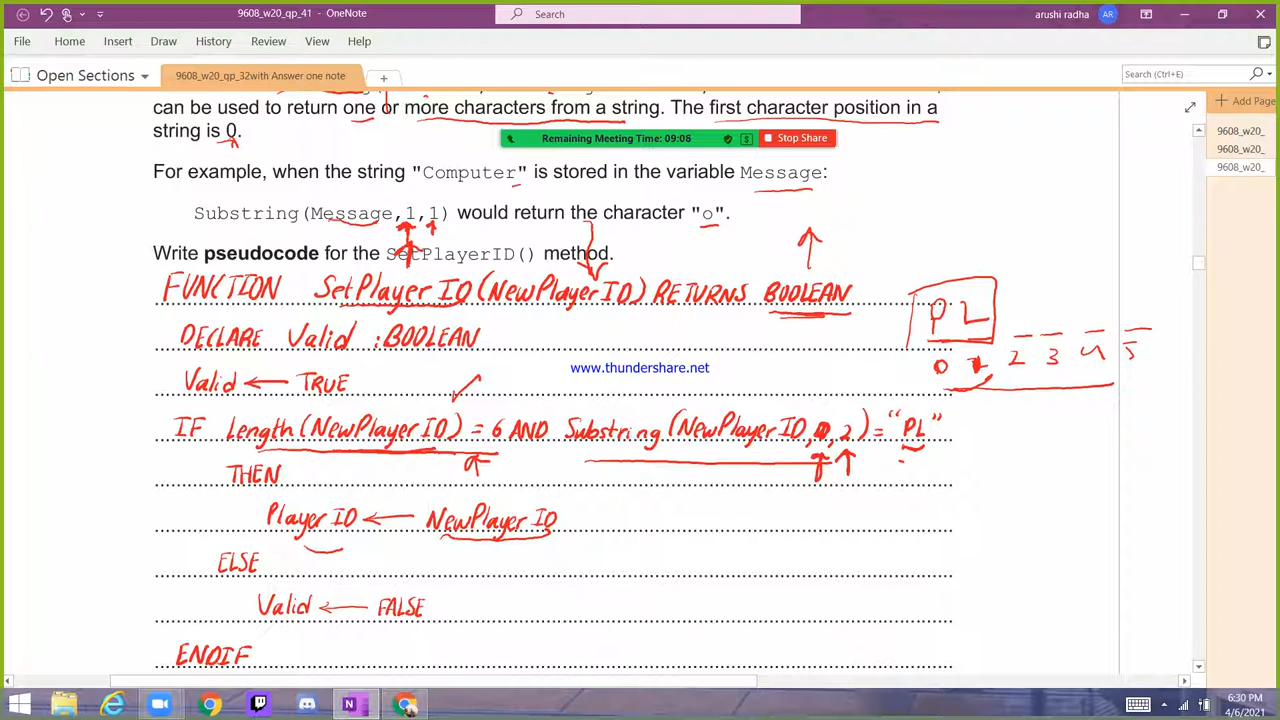 9608_w20_qp_41 - OneNote
Search
arushi radha
AR
File Home Insert Draw History Review View Help
Open Sections
9608_w20_qp_32with Answer one note
Search (Ctrl+E)
can be used to return one or more characters from a string. The first character position in a
Add Page
string is 0.
Remaining Meeting Time: 09:08
Stop Share
9608_w20_
9608_w20_
9608_w20_
For example, when the string "Computer" is stored in the variable Message:
Substring(Message,1,1) would return the character "o".
Write pseudocode for the SetPlayerID() method.
FUNCTION SetPlayerID(NewPlayerID) RETURNS BOOLEAN
PL
DECLARE Valid :BOOLEAN
0 1 2 3 4 5
www.thundershare.net
Valid ← TRUE
IF Length(NewPlayerID) = 6 AND Substring(NewPlayerID,0,2) = "PL"
THEN
PlayerID ← NewPlayerID
ELSE
Valid ← FALSE
ENDIF
6:30 PM
4/6/2021